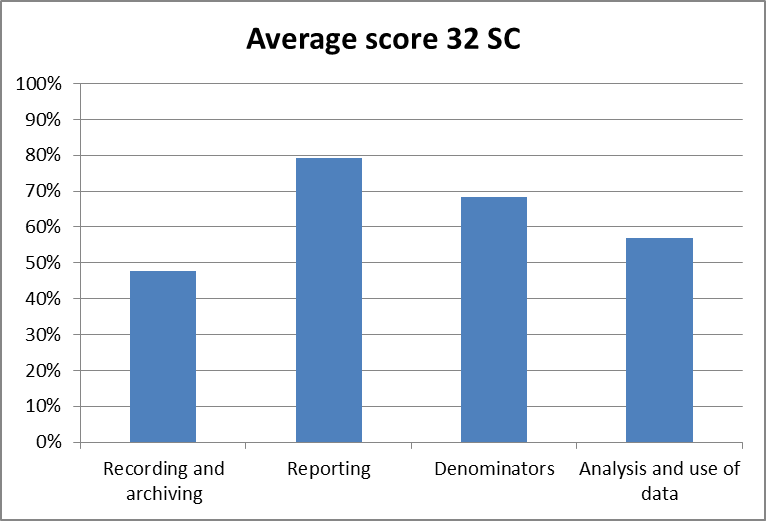 Average score 32 SC
100%
90%
80%
70%
60%
50%
40%
30%
20%
10%
0%
Recording and
archiving
Reporting
Denominators
Analysis and use of
data